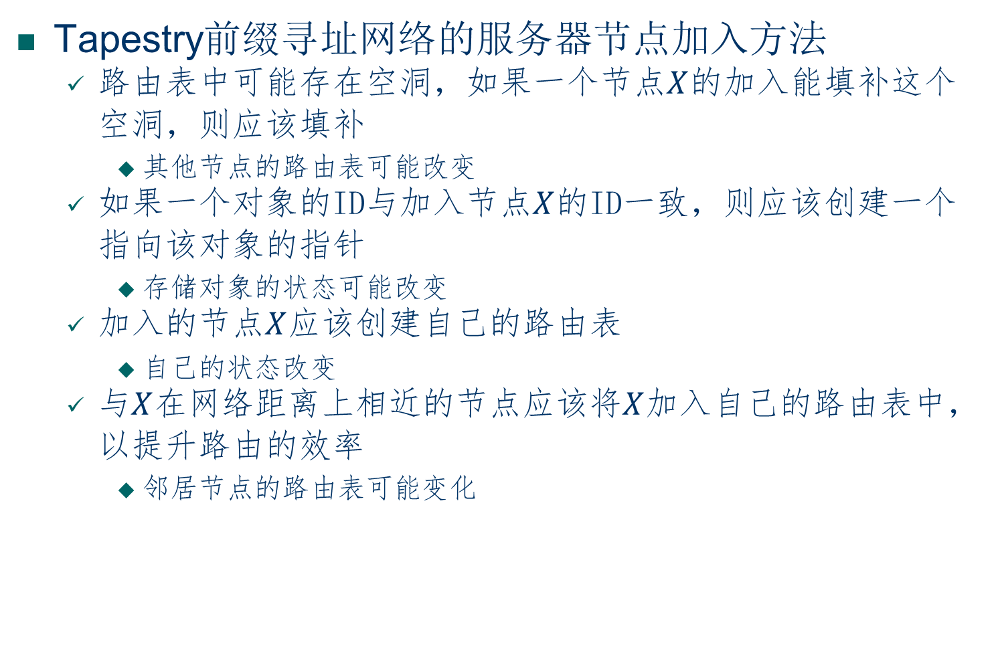 ■ Tapestry前缀寻址网络的服务器节点加入方法
✓ 路由表中可能存在空洞，如果一个节点X的加入能填补这个
空洞，则应该填补
◆ 其他节点的路由表可能改变
✓ 如果一个对象的ID与加入节点X的ID一致，则应该创建一个
指向该对象的指针
◆ 存储对象的状态可能改变
✓ 加入的节点X应该创建自己的路由表
◆ 自己的状态改变
✓ 与X在网络距离上相近的节点应该将X加入自己的路由表中，
以提升路由的效率
◆ 邻居节点的路由表可能变化